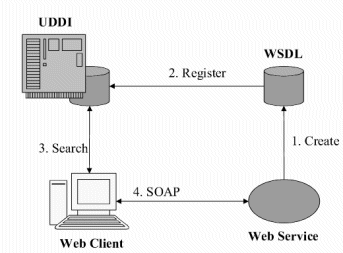 UDDI
WSDL
2. Register
3. Search
1. Create
4. SOAP
Web Client
Web Service